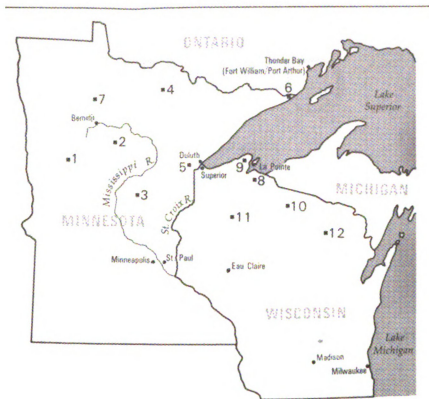 ONTARIO
Thunder Bay
(Fort William/Port Arthur)
7
4
6
Lake
Superior
Bemidji
2
1
Duluth
5
9
La Pointe
Superior
8
MICHIGAN
Mississippi R.
3
St. Croix R.
MINNESOTA
10
11
12
Minneapolis
St. Paul
Eau Claire
WISCONSIN
Lake
Michigan
Madison
Milwaukee